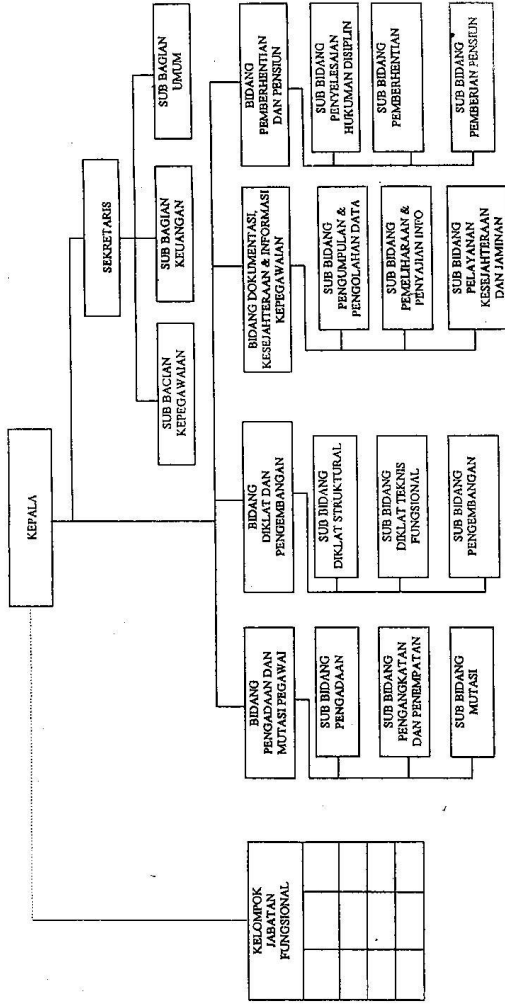 KEPALA
SEKRETARIS
SUB BACIAN
KEPEGAWAIAN
SUB BAGIAN
KEUANGAN
SUB BAGIAN
UMUM
KELOMPOK
JABATAN
FUNGSIONAL
BIDANG
PENGADAAN DAN
MUTASI PEGAWAI
SUB BIDANG
PENGADAAN
SUB BIDANG
PENGANGKATAN
DAN PENEMPATAN
SUB BIDANG
MUTASI
BIDANG
DIKLAT DAN
PENGEMBANGAN
SUB BIDANG
DIKLAT STRUKTURAL
SUB BIDANG
DIKLAT TEKNIS
FUNGSIONAL
SUB BIDANG
PENGEMBANGAN
BIDANG DOKUMENTASI,
KESEJAHTERAAN & INFORMASI
KEPEGAWAIAN
SUB BIDANG
PENGUMPULAN &
PENGOLAHAN DATA
SUB BIDANG
PEMELIHARAAN &
PENYAJIAN INFO
SUB BIDANG
PELAYANAN
KESEJAHTERAAN
DAN JAMINAN
BIDANG
PEMBERHENTIAN
DAN PENSIUN
SUB BIDANG
PENYELESAIAN
HUKUMAN DISIPLIN
SUB BIDANG
PEMBERHENTIAN
SUB BIDANG
PEMBERIAN PENSIUN